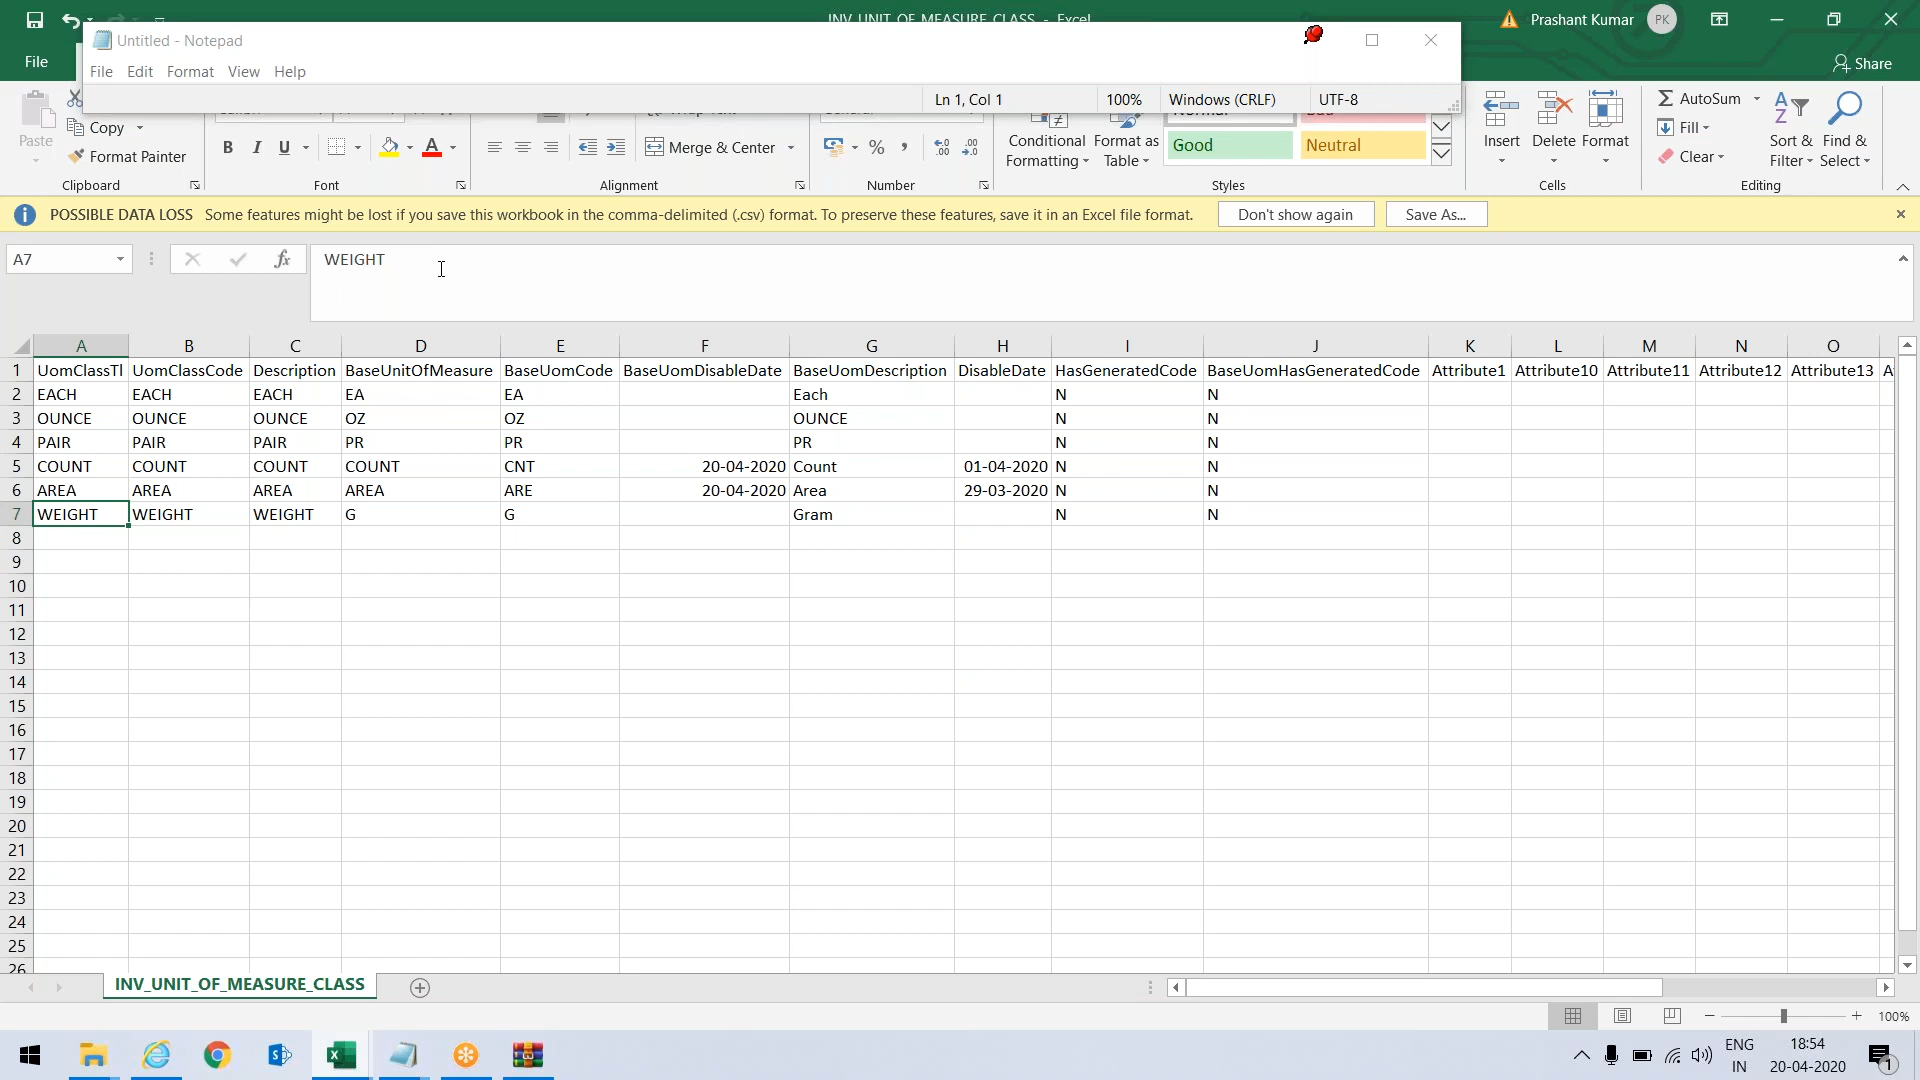 INV_UNIT_OF_MEASURE_CLASS - Excel
Prashant Kumar
PK
Untitled - Notepad
File
Share
File Edit Format View Help
Ln 1, Col 1
100%
Windows (CRLF)
UTF-8
Paste
Copy
Format Painter
B I U
A
Merge & Center
%
Conditional Formatting
Format as Table
Good
Neutral
Insert
Delete
Format
AutoSum
Fill
Clear
Sort & Filter
Find & Select
Clipboard
Font
Alignment
Number
Styles
Cells
Editing
POSSIBLE DATA LOSS Some features might be lost if you save this workbook in the comma-delimited (.csv) format. To preserve these features, save it in an Excel file format.
Don't show again
Save As...
A7
fx
WEIGHT
A B C D E F G H I J K L M N O
1 UomClassTl UomClassCode Description BaseUnitOfMeasure BaseUomCode BaseUomDisableDate BaseUomDescription DisableDate HasGeneratedCode BaseUomHasGeneratedCode Attribute1 Attribute10 Attribute11 Attribute12 Attribute13
2 EACH EACH EACH EA EA Each N N
3 OUNCE OUNCE OUNCE OZ OZ OUNCE N N
4 PAIR PAIR PAIR PR PR PR N N
5 COUNT COUNT COUNT COUNT CNT 20-04-2020 Count 01-04-2020 N N
6 AREA AREA AREA AREA ARE 20-04-2020 Area 29-03-2020 N N
7 WEIGHT WEIGHT WEIGHT G G Gram N N
8
9
10
11
12
13
14
15
16
17
18
19
20
21
22
23
24
25
26
INV_UNIT_OF_MEASURE_CLASS
100%
ENG
IN
18:54
20-04-2020
1